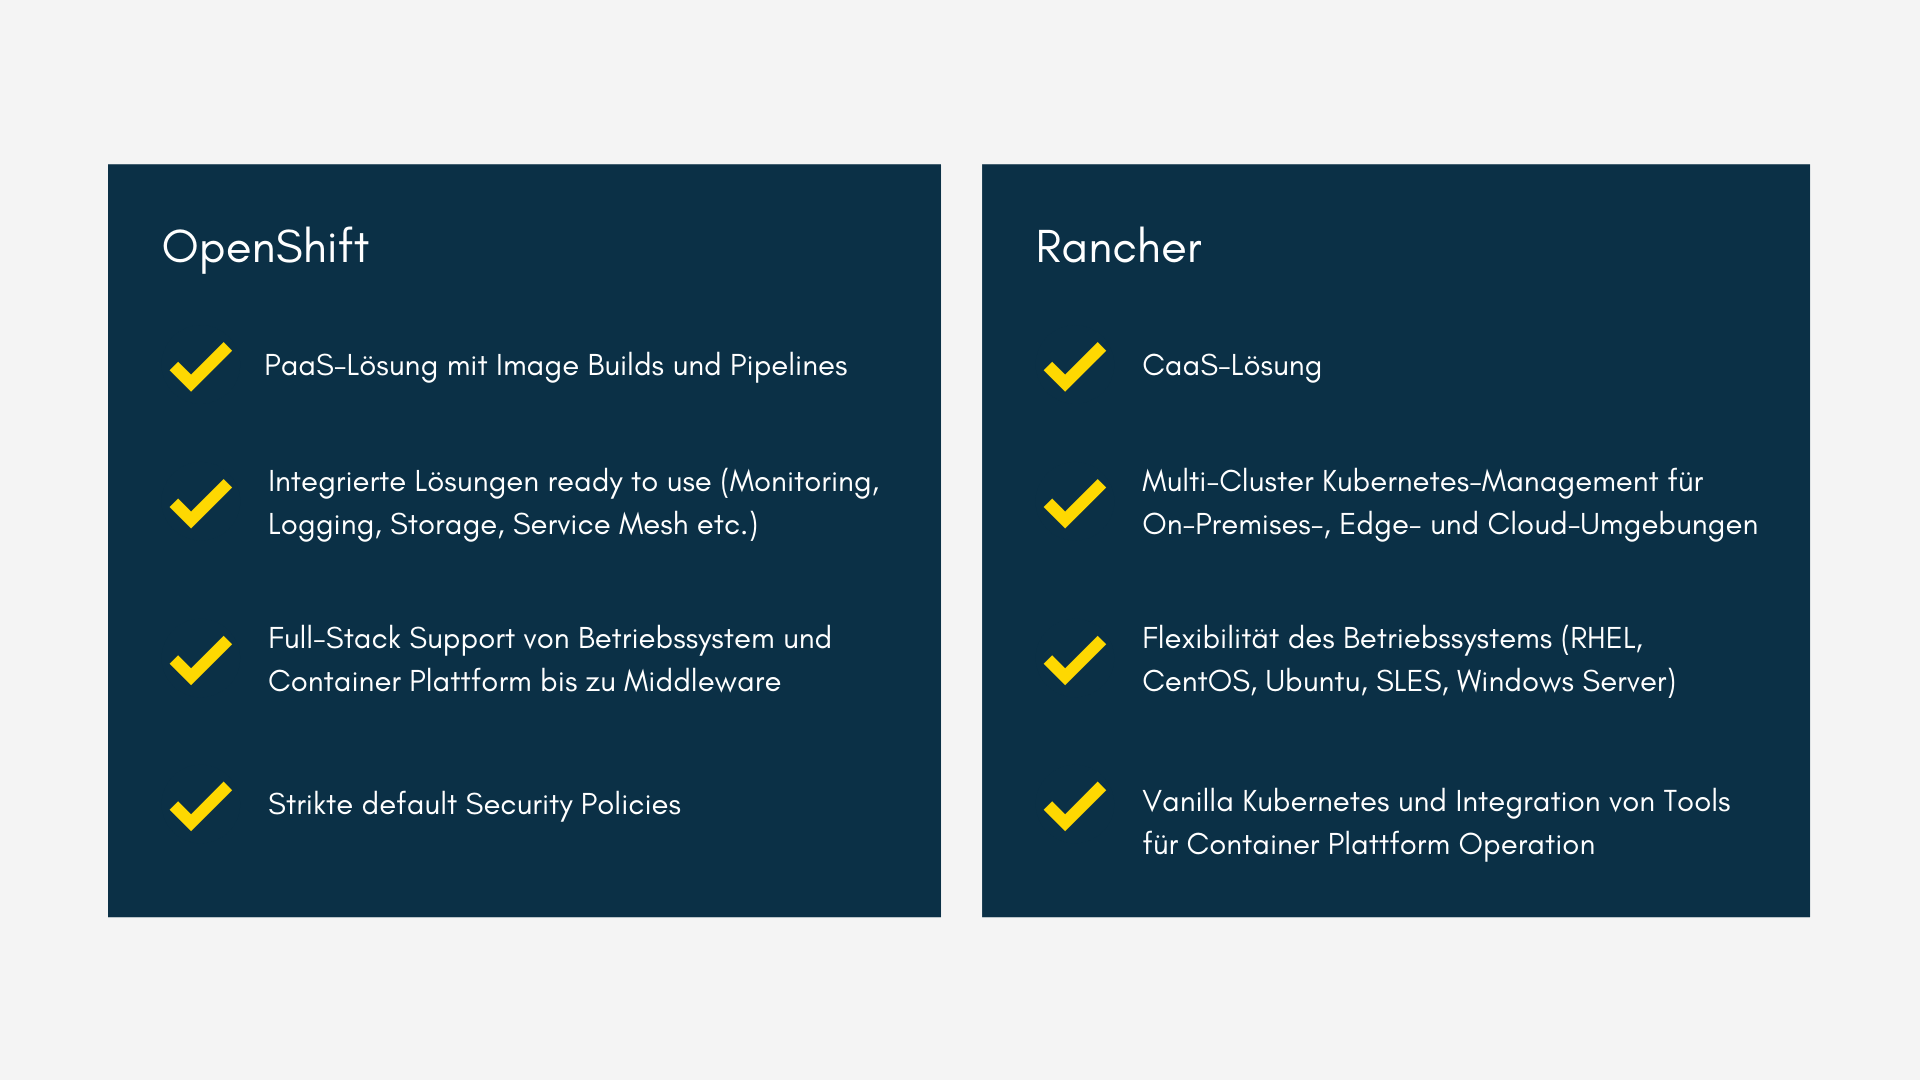 OpenShift
PaaS-Lösung mit Image Builds und Pipelines
Integrierte Lösungen ready to use (Monitoring,
Logging, Storage, Service Mesh etc.)
Full-Stack Support von Betriebssystem und
Container Plattform bis zu Middleware
Strikte default Security Policies
Rancher
CaaS-Lösung
Multi-Cluster Kubernetes-Management für
On-Premises-, Edge- und Cloud-Umgebungen
Flexibilität des Betriebssystems (RHEL,
CentOS, Ubuntu, SLES, Windows Server)
Vanilla Kubernetes und Integration von Tools
für Container Plattform Operation